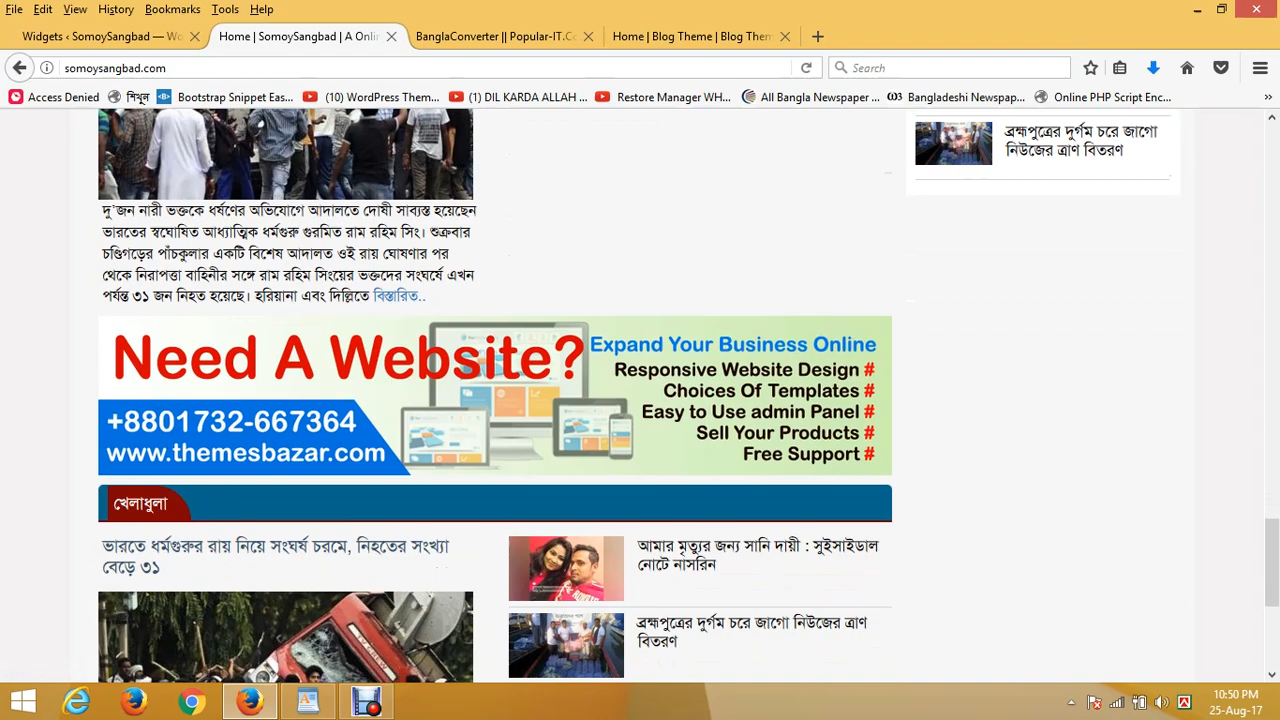 File Edit View History Bookmarks Tools Help
Widgets ‹ SomoySangbad — Wo
Home | SomoySangbad | A Onlin
BanglaConverter || Popular-IT.Co
Home | Blog Theme | Blog Them
somoysangbad.com
Search
Access Denied
শিখুন
Bootstrap Snippet Eas...
(10) WordPress Them...
(1) DIL KARDA ALLAH ...
Restore Manager WH...
All Bangla Newspaper ...
Bangladeshi Newspap...
Online PHP Script Enc...
ব্রহ্মপুত্রের দুর্গম চরে জাগো
নিউজের ত্রাণ বিতরণ
দু'জন নারী ভক্তকে ধর্ষণের অভিযোগে আদালতে দোষী সাব্যস্ত হয়েছেন
ভারতের স্বঘোষিত আধ্যাত্মিক ধর্মগুরু গুরমিত রাম রহিম সিং। শুক্রবার
চণ্ডিগড়ের পাঁচকুলার একটি বিশেষ আদালত ওই রায় ঘোষণার পর
থেকে নিরাপত্তা বাহিনীর সঙ্গে রাম রহিম সিংয়ের ভক্তদের সংঘর্ষে এখন
পর্যন্ত ৩১ জন নিহত হয়েছে। হরিয়ানা এবং দিল্লিতে বিস্তারিত..
Need A Website?
+8801732-667364
www.themesbazar.com
Expand Your Business Online
Responsive Website Design #
Choices Of Templates #
Easy to Use admin Panel #
Sell Your Products #
Free Support #
খেলাধুলা
ভারতে ধর্মগুরুর রায় নিয়ে সংঘর্ষ চরমে, নিহতের সংখ্যা
বেড়ে ৩১
আমার মৃত্যুর জন্য সানি দায়ী : সুইসাইডাল
নোটে নাসরিন
ব্রহ্মপুত্রের দুর্গম চরে জাগো নিউজের ত্রাণ
বিতরণ
10:50 PM
25-Aug-17